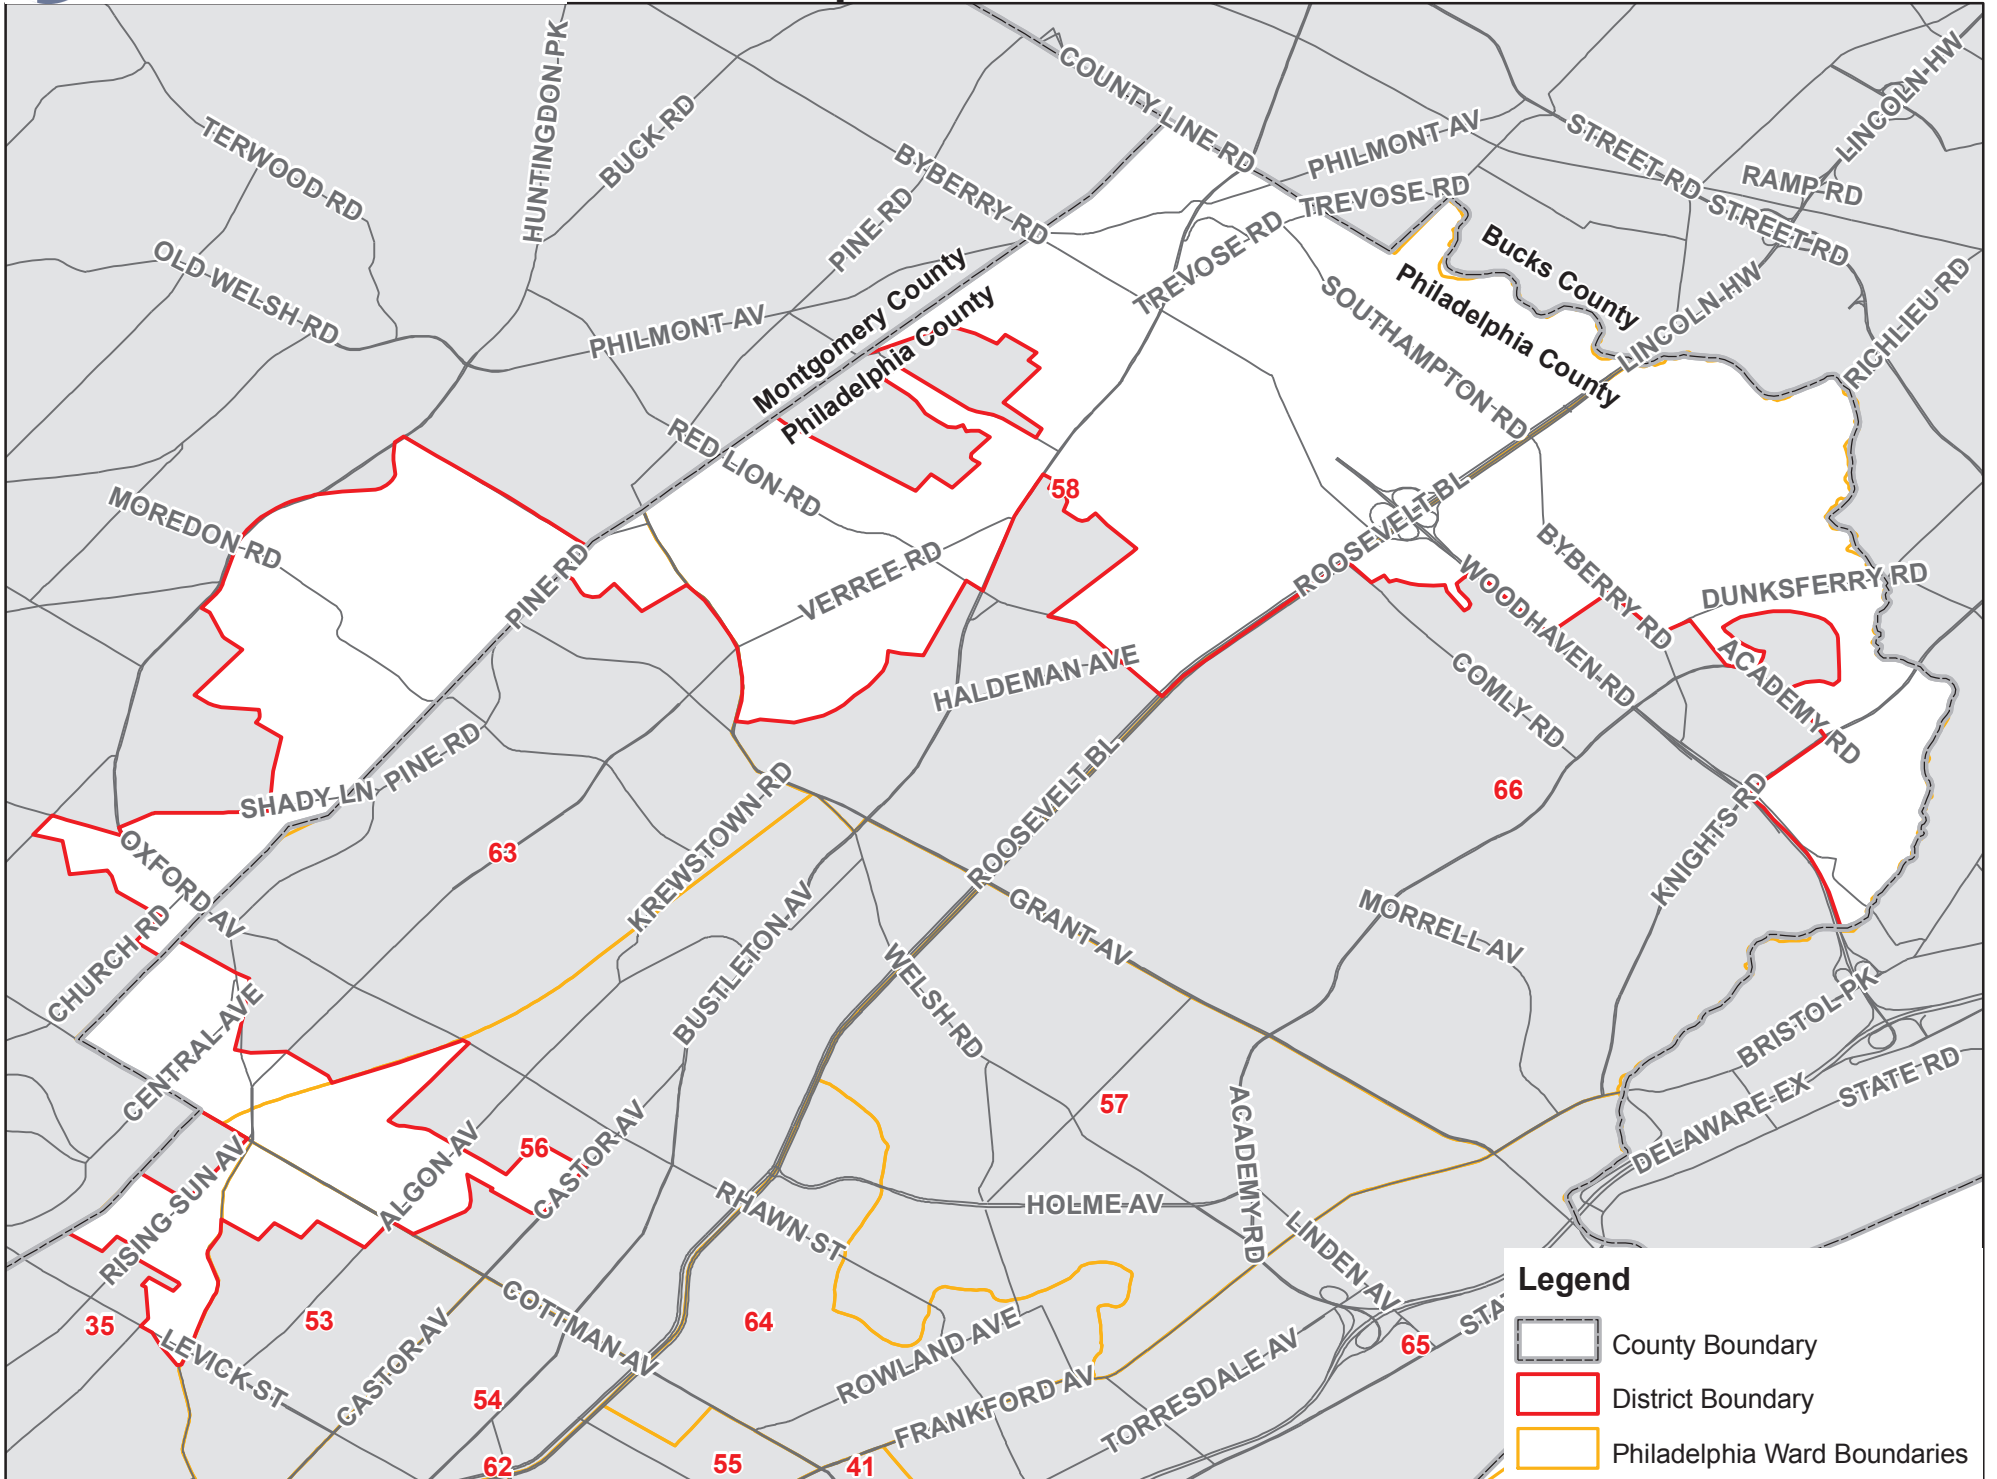 HUNTINGDON PK
COUNTY LINE RD
LINCOLN HW
BUCK RD
TERWOOD RD
BYBERRY RD
PHILMONT AV
STREET RD
RAMP RD
TREVOSE RD
STREET RD
PINE RD
OLD WELSH RD
TREVOSE RD
Bucks County
Philadelphia County
LINCOLN HW
RICHLIEU RD
SOUTHAMPTON RD
PHILMONT AV
Montgomery County
Philadelphia County
RED LION RD
58
MOREDON RD
ROOSEVELT BL
BYBERRY RD
VERREE RD
PINE RD
WOODHAVEN RD
DUNKSFERRY RD
HALDEMAN AVE
COMLY RD
ACADEMY RD
SHADY LN
PINE RD
KREWSTOWN RD
ROOSEVELT BL
66
KNIGHTS RD
63
OXFORD AV
CHURCH RD
BUSTLETON AV
GRANT AV
MORRELL AV
WELSH RD
CENTRAL AVE
BRISTOL PK
STATE RD
DELAWARE EX
57
ACADEMY RD
RISING SUN AV
ALGON AV
56
CASTOR AV
RHAWN ST
HOLME AV
LINDEN AV
35
53
LEVICK ST
CASTOR AV
COTTMAN AV
64
ROWLAND AVE
65
STA
54
FRANKFORD AV
TORRESDALE AV
62
55
41
Legend
County Boundary
District Boundary
Philadelphia Ward Boundaries